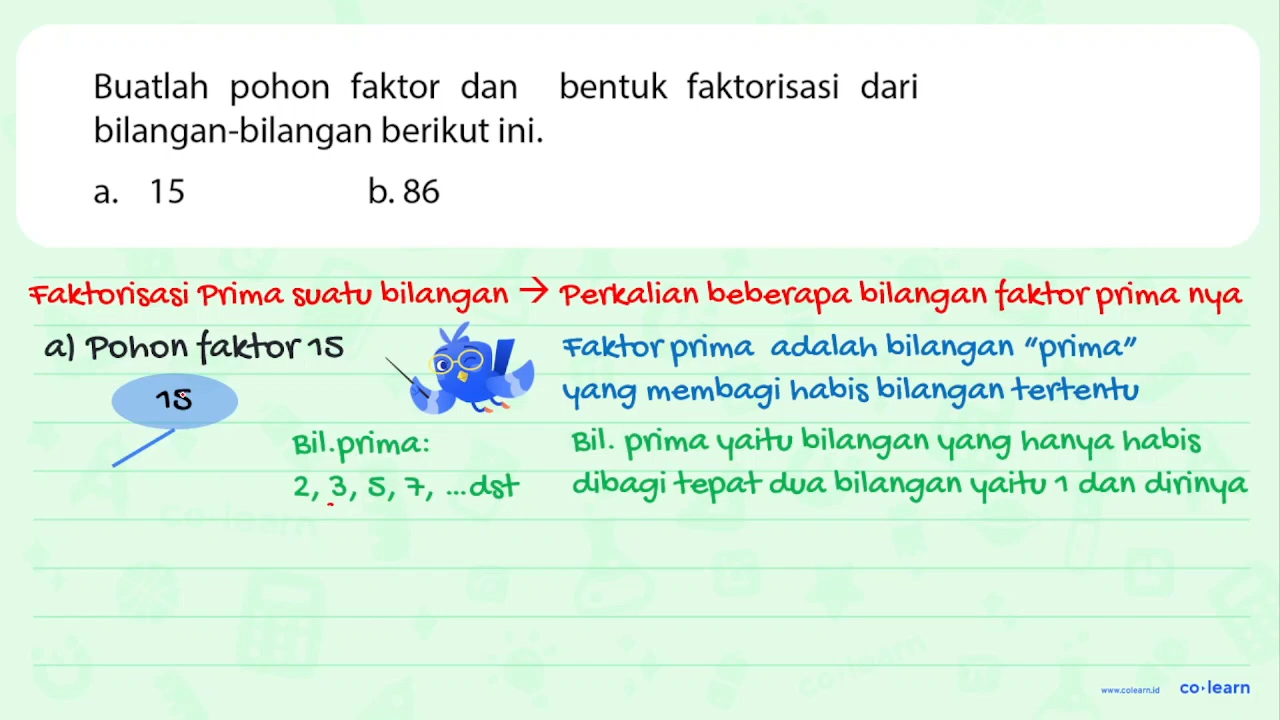 Buatlah pohon faktor dan bentuk faktorisasi dari
bilangan-bilangan berikut ini.
a. 15 b. 86
Faktorisasi Prima suatu bilangan → Perkalian beberapa bilangan faktor prima nya
a) Pohon faktor 15
Faktor prima adalah bilangan "prima"
yang membagi habis bilangan tertentu
15
Bil.prima:
2, 3, 5, 7, ...dst
Bil. prima yaitu bilangan yang hanya habis
dibagi tepat dua bilangan yaitu 1 dan dirinya
www.colearn.id co·learn